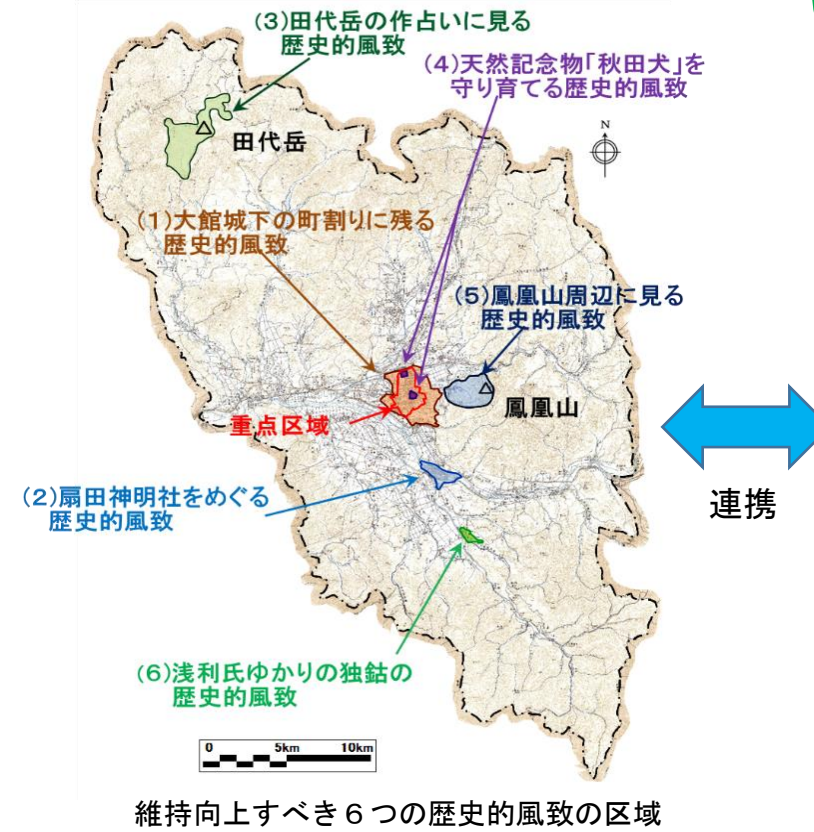 (3)田代岳の作占いに見る
歴史的風致
(4)天然記念物「秋田犬」を
守り育てる歴史的風致
田代岳
N
(1)大館城下の町割りに残る
歴史的風致
(5)鳳凰山周辺に見る
歴史的風致
鳳凰山
重点区域
(2)扇田神明社をめぐる
歴史的風致
連携
(6)浅利氏ゆかりの独鈷の
歴史的風致
0 5km 10km
維持向上すべき６つの歴史的風致の区域